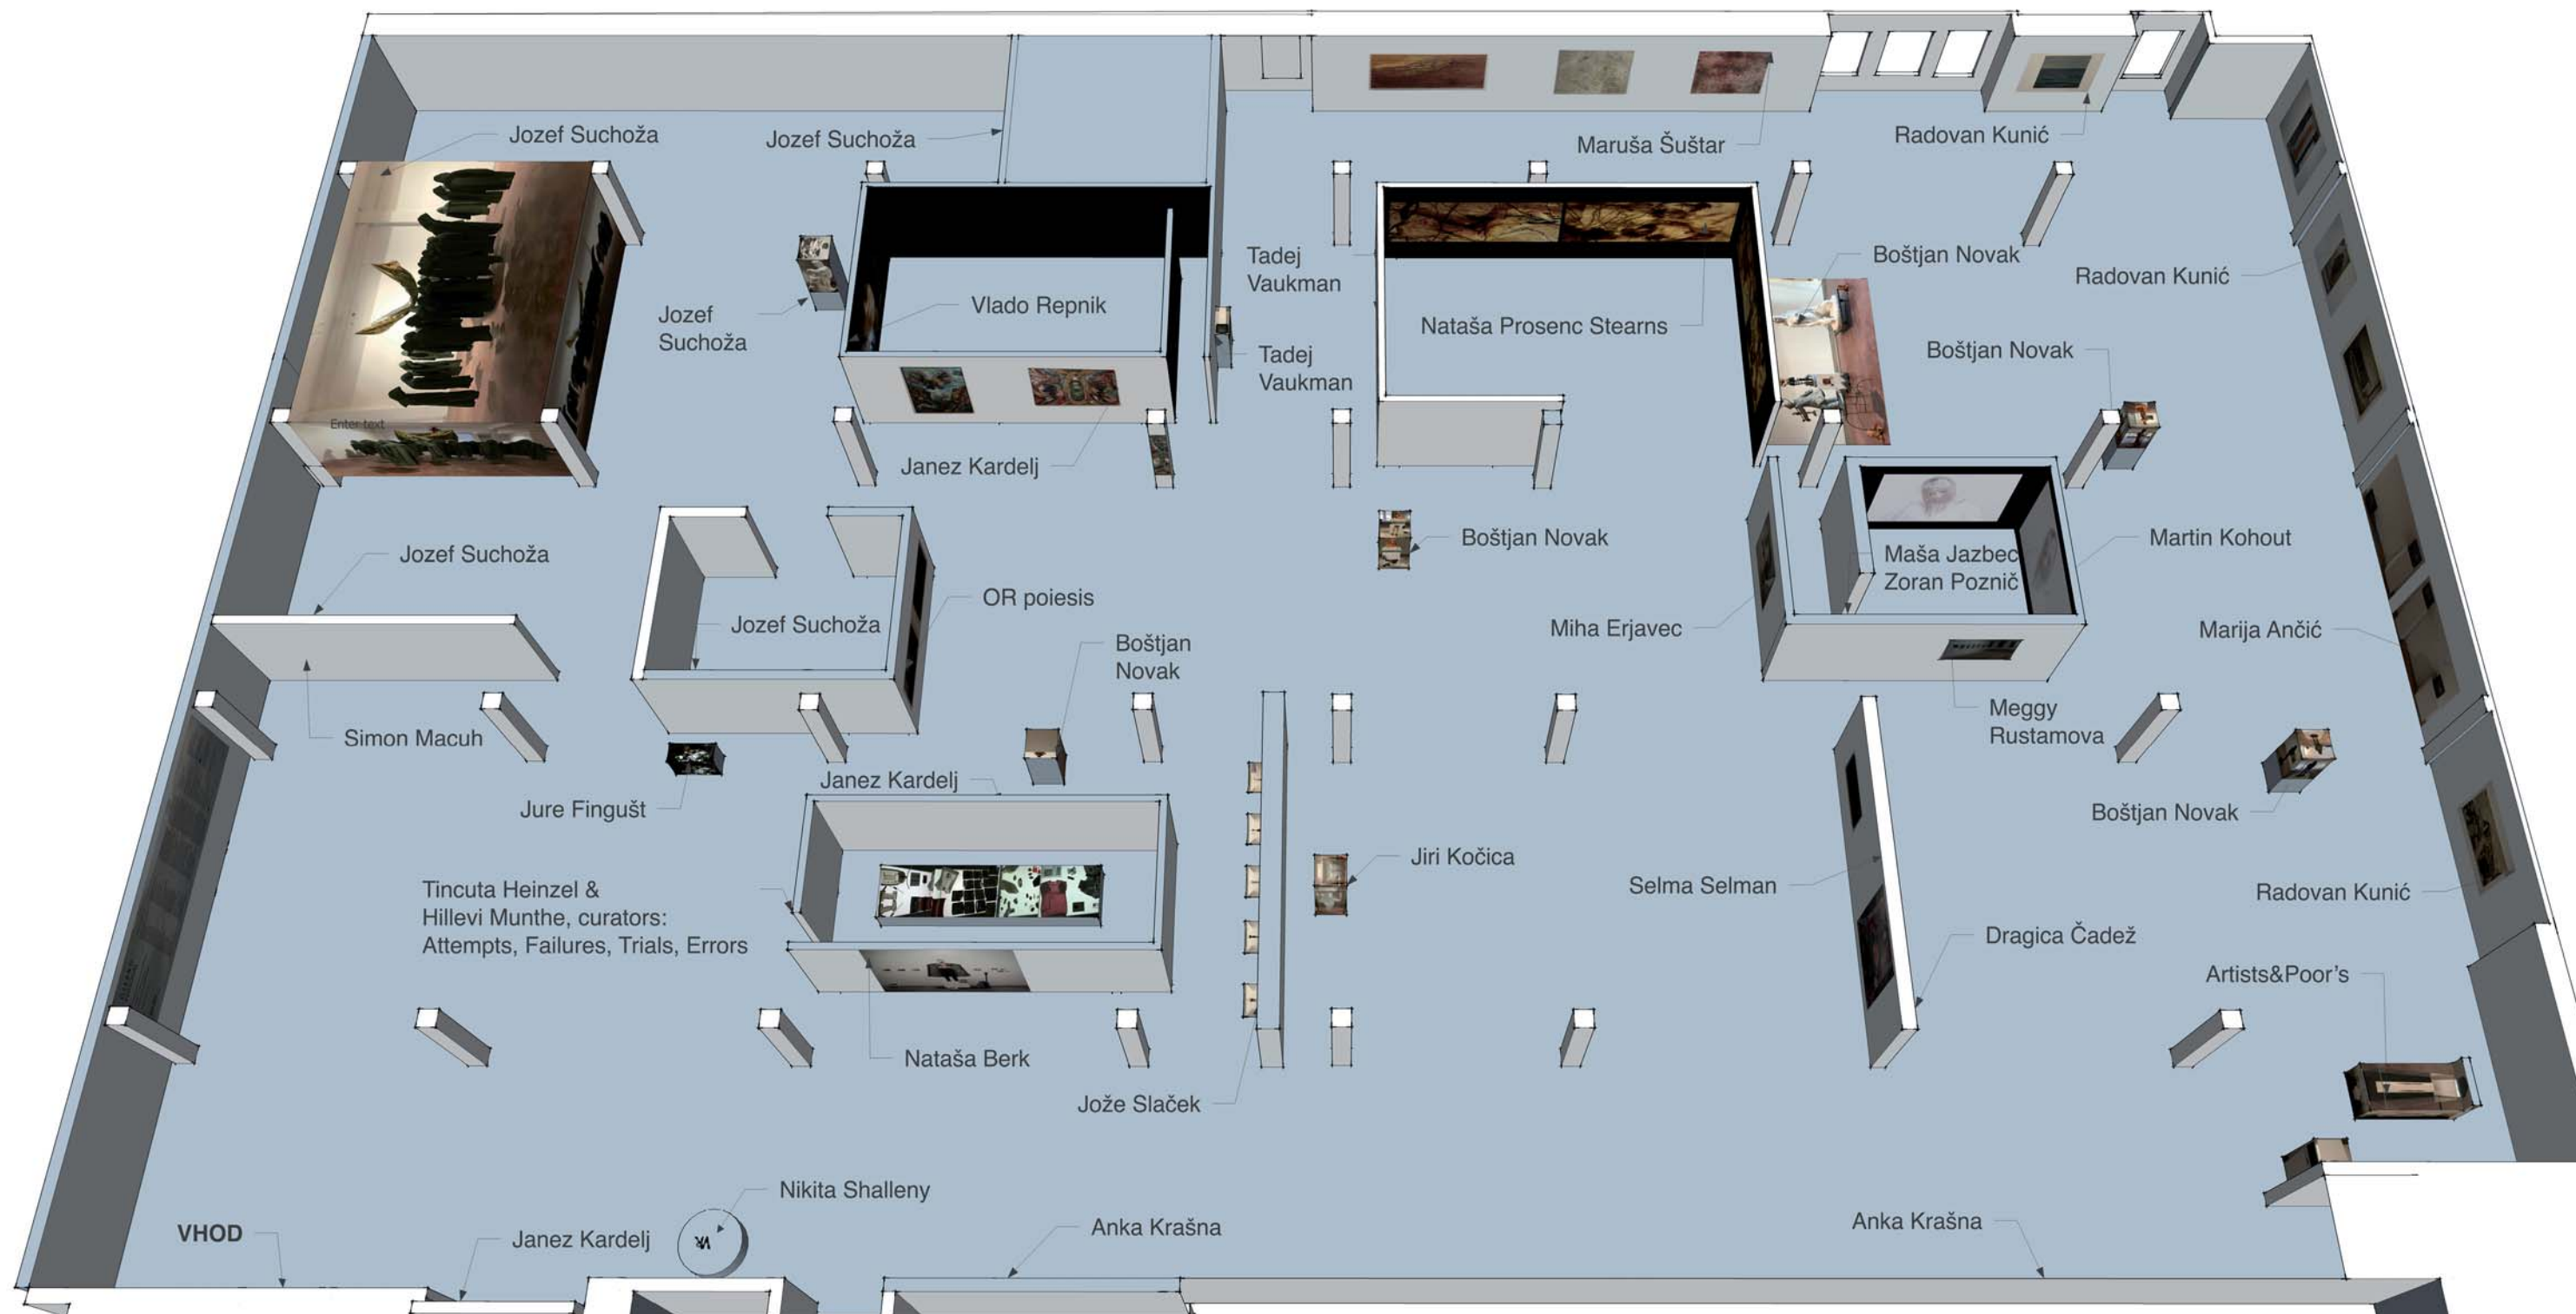 Jozef Suchoža
Jozef Suchoža
Maruša Šuštar
Radovan Kunić
Tadej
Vaukman
Boštjan Novak
Radovan Kunić
Jozef
Suchoža
Vlado Repnik
Nataša Prosenc Stearns
Tadej
Vaukman
Boštjan Novak
Enter text
Janez Kardelj
Jozef Suchoža
Boštjan Novak
Maša Jazbec
Zoran Poznič
Martin Kohout
OR poiesis
Jozef Suchoža
Miha Erjavec
Marija Ančić
Boštjan
Novak
Simon Macuh
Meggy
Rustamova
Janez Kardelj
Jure Fingušt
Boštjan Novak
Jiri Kočica
Tincuta Heinzel &
Hillevi Munthe, curators:
Attempts, Failures, Trials, Errors
Selma Selman
Radovan Kunić
Dragica Čadež
Artists&Poor's
Nataša Berk
Jože Slaček
Nikita Shalleny
VHOD
Janez Kardelj
VR
Anka Krašna
Anka Krašna